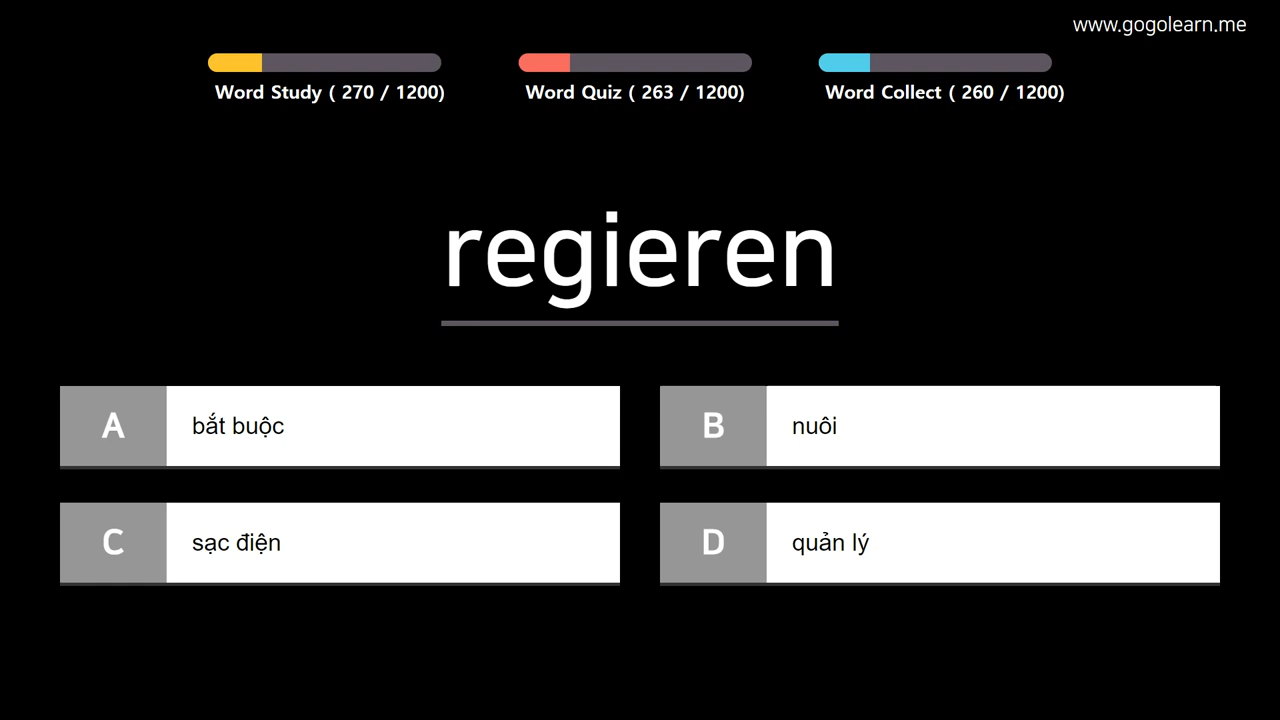 www.gogolearn.me
Word Study ( 270 / 1200)
Word Quiz ( 263 / 1200)
Word Collect ( 260 / 1200)
regieren
A bắt buộc
B nuôi
C sạc điện
D quản lý